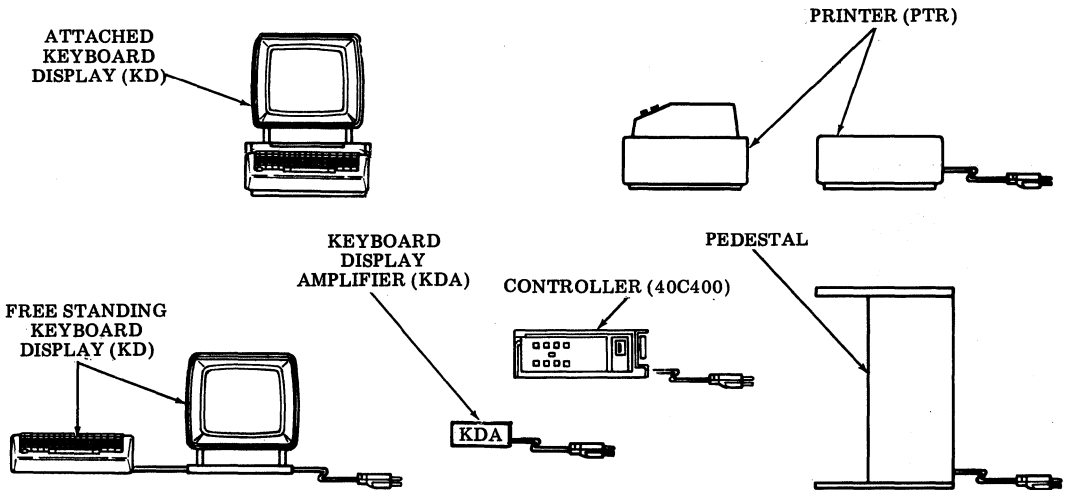 ATTACHED
KEYBOARD
DISPLAY (KD)
PRINTER (PTR)
KEYBOARD
DISPLAY
AMPLIFIER (KDA)
PEDESTAL
CONTROLLER (40C400)
FREE STANDING
KEYBOARD
DISPLAY (KD)
KDA